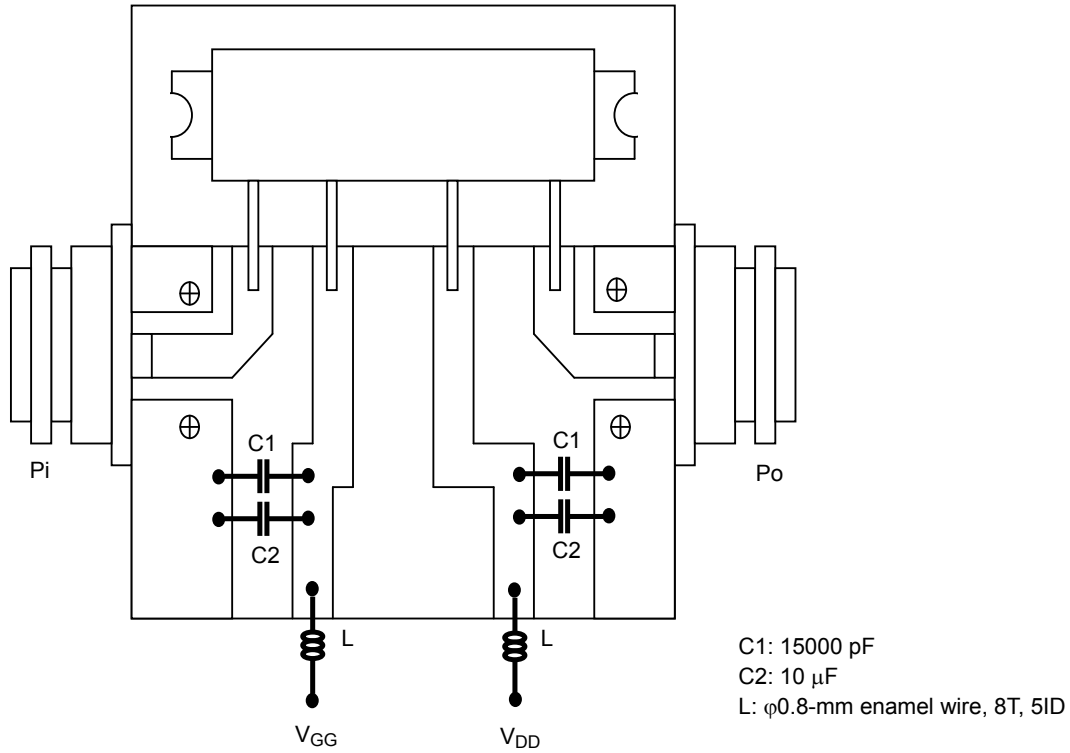 C1
C1
Pi
Po
C2
C2
L
L
C1: 15000 pF
C2: 10 μF
L: φ0.8-mm enamel wire, 8T, 5ID
VGG
VDD